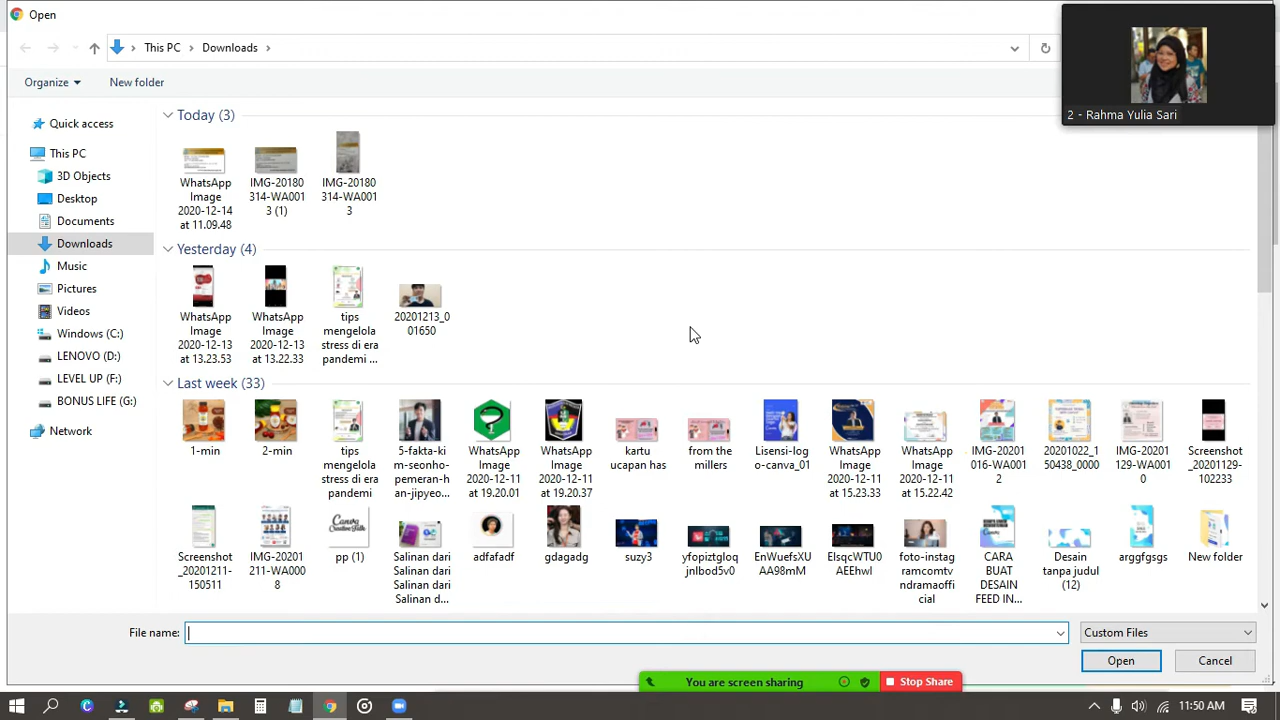 Open
This PC
Downloads
2 - Rahma Yulia Sari
Organize
New folder
Quick access
This PC
3D Objects
Desktop
Documents
Downloads
Music
Pictures
Videos
Windows (C:)
LENOVO (D:)
LEVEL UP (F:)
BONUS LIFE (G:)
Network
Today (3)
WhatsApp
Image
2020-12-14
at 11.09.48
IMG-20180
314-WA001
3 (1)
IMG-20180
314-WA001
3
Yesterday (4)
WhatsApp
Image
2020-12-13
at 13.23.53
WhatsApp
Image
2020-12-13
at 13.22.33
tips
mengelola
stress di era
pandemi ...
20201213_0
01650
Last week (33)
1-min
2-min
tips
mengelola
stress di era
pandemi
5-fakta-ki
m-seonho-
pemeran-h
an-jipyeo...
WhatsApp
Image
2020-12-11
at 19.20.01
WhatsApp
Image
2020-12-11
at 19.20.37
kartu
ucapan has
from the
millers
Lisensi-log
o-canva_01
WhatsApp
Image
2020-12-11
at 15.23.33
WhatsApp
Image
2020-12-11
at 15.22.42
IMG-20201
016-WA001
2
20201022_1
50438_0000
IMG-20201
129-WA001
0
Screenshot
_20201129-
102233
Screenshot
_20201211-
150511
IMG-20201
211-WA000
8
Canva
pp (1)
Salinan dari
Salinan dari
Salinan dari
Salinan d...
adfafadf
gdagadg
suzy3
yfopiztgloq
jnlbod5v0
EnWuefsXU
AA98mM
ElsqcWTU0
AEEhwI
foto-instag
ramcomtv
ndramaoffi
cial
CARA
BUAT
DESAIN
FEED IN...
Desain
tanpa judul
(12)
arggfgsgs
New folder
File name:
Custom Files
Open
Cancel
You are screen sharing
Stop Share
11:50 AM